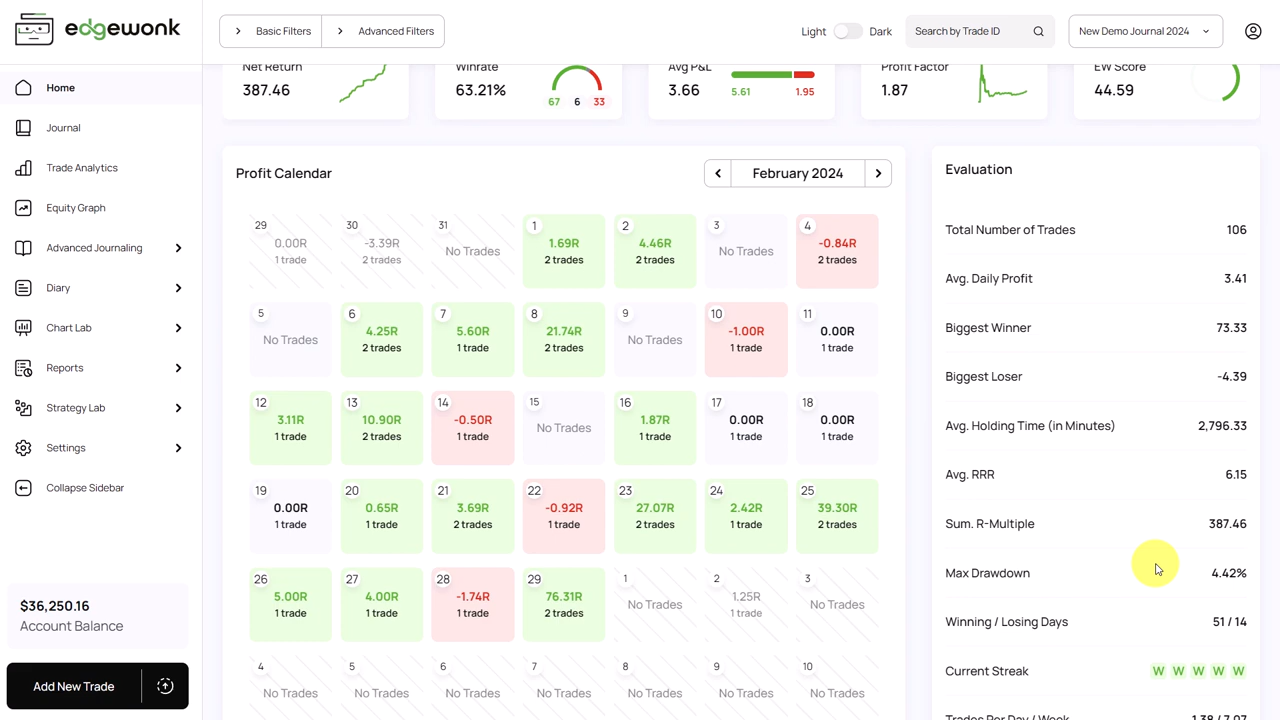 edgewonk
Basic Filters
Advanced Filters
Light
Dark
Search by Trade ID
New Demo Journal 2024
Home
Journal
Trade Analytics
Equity Graph
Advanced Journaling
Diary
Chart Lab
Reports
Strategy Lab
Settings
Collapse Sidebar
$36,250.16
Account Balance
Add New Trade
Net Return
387.46
Winrate
63.21%
67 6 33
Avg P&L
3.66
5.61 1.95
Profit Factor
1.87
EW Score
44.59
Profit Calendar
February 2024
29
0.00R
1 trade
30
-3.39R
2 trades
31
No Trades
1
1.69R
2 trades
2
4.46R
2 trades
3
No Trades
4
-0.84R
2 trades
5
No Trades
6
4.25R
2 trades
7
5.60R
1 trade
8
21.74R
2 trades
9
No Trades
10
-1.00R
1 trade
11
0.00R
1 trade
12
3.11R
1 trade
13
10.90R
2 trades
14
-0.50R
1 trade
15
No Trades
16
1.87R
1 trade
17
0.00R
1 trade
18
0.00R
1 trade
19
0.00R
1 trade
20
0.65R
1 trade
21
3.69R
2 trades
22
-0.92R
1 trade
23
27.07R
2 trades
24
2.42R
1 trade
25
39.30R
2 trades
26
5.00R
1 trade
27
4.00R
1 trade
28
-1.74R
1 trade
29
76.31R
2 trades
1
No Trades
2
1.25R
1 trade
3
No Trades
4
No Trades
5
No Trades
6
No Trades
7
No Trades
8
No Trades
9
No Trades
10
No Trades
Evaluation
Total Number of Trades 106
Avg. Daily Profit 3.41
Biggest Winner 73.33
Biggest Loser -4.39
Avg. Holding Time (in Minutes) 2,796.33
Avg. RRR 6.15
Sum. R-Multiple 387.46
Max Drawdown 4.42%
Winning / Losing Days 51 / 14
Current Streak W W W W W
Trades Per Day / Week 1.38 / 7.07